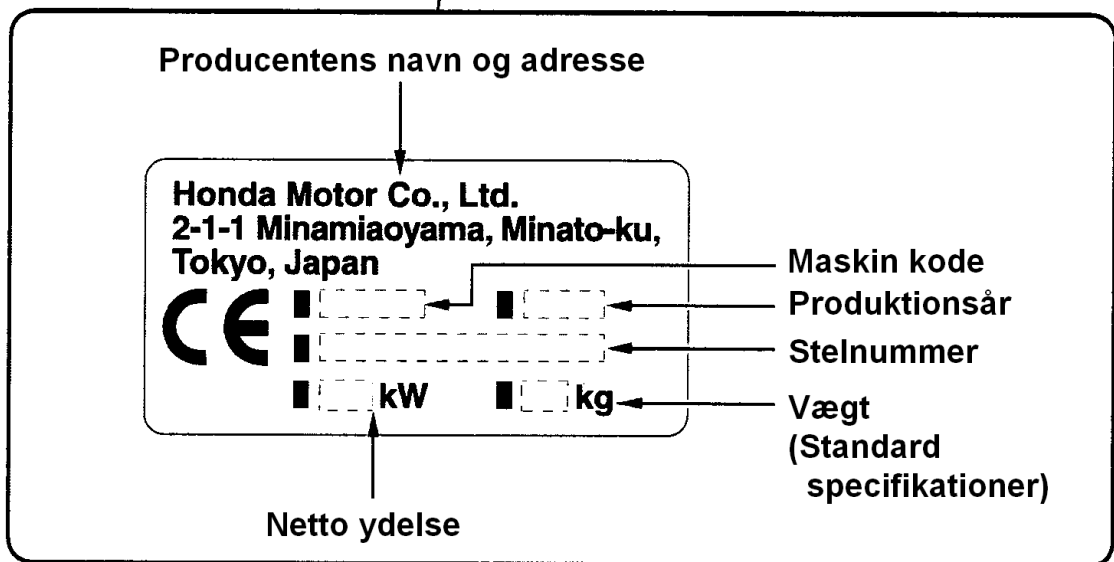 Producentens navn og adresse
Honda Motor Co., Ltd.
2-1-1 Minamiaoyama, Minato-ku,
Tokyo, Japan
Maskin kode
CE
Produktionsår
Stelnummer
kW
kg
Vægt
(Standard
specifikationer)
Netto ydelse